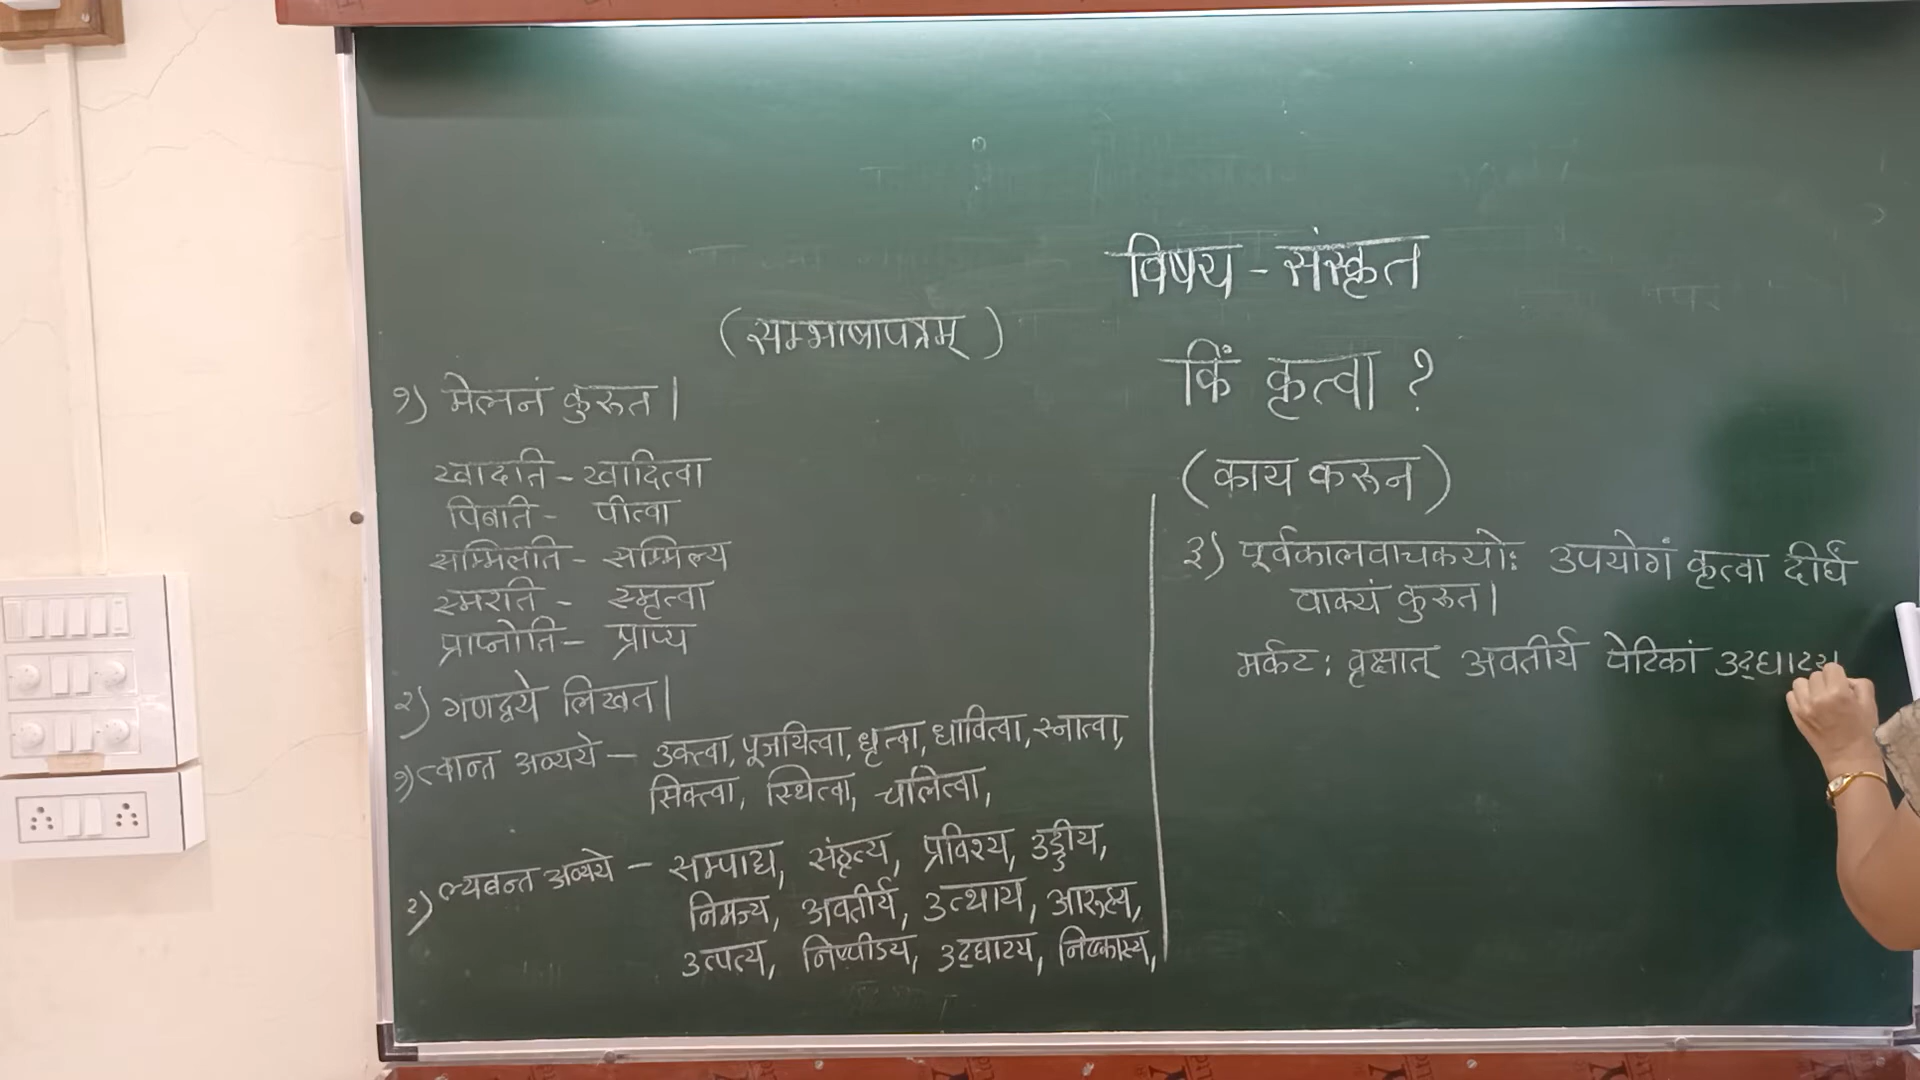 विषय - संस्कृत
(सम्भाषापत्रम्)
किं कृत्वा ?
(काय करून)
१) मेलनं कुरूत।
खादति - खादित्वा
पिबति - पीत्वा
सम्मिलति - सम्मिल्य
स्मरति - स्मृत्वा
प्राप्नोति - प्राप्य
२) गणद्वये लिखत।
१) त्वान्त अव्यये - उक्त्वा, पूजयित्वा, धृत्वा, धावित्वा, स्नात्वा,
सिक्त्वा, स्थित्वा, चलित्वा,
२) ल्यबन्त अव्यये - सम्पाद्य, संहृत्य, प्रविश्य, उड्डीय,
निमज्य, अवतीर्य, उत्थाय, आरूह्य,
उत्पत्य, निष्पीड्य, उद्घाट्य, निष्कास्य,
३) पूर्वकालवाचकयोः उपयोगं कृत्वा दीर्घं
वाक्यं कुरूत।
मर्कटः वृक्षात् अवतीर्य पेटिकां उद्घाट्य